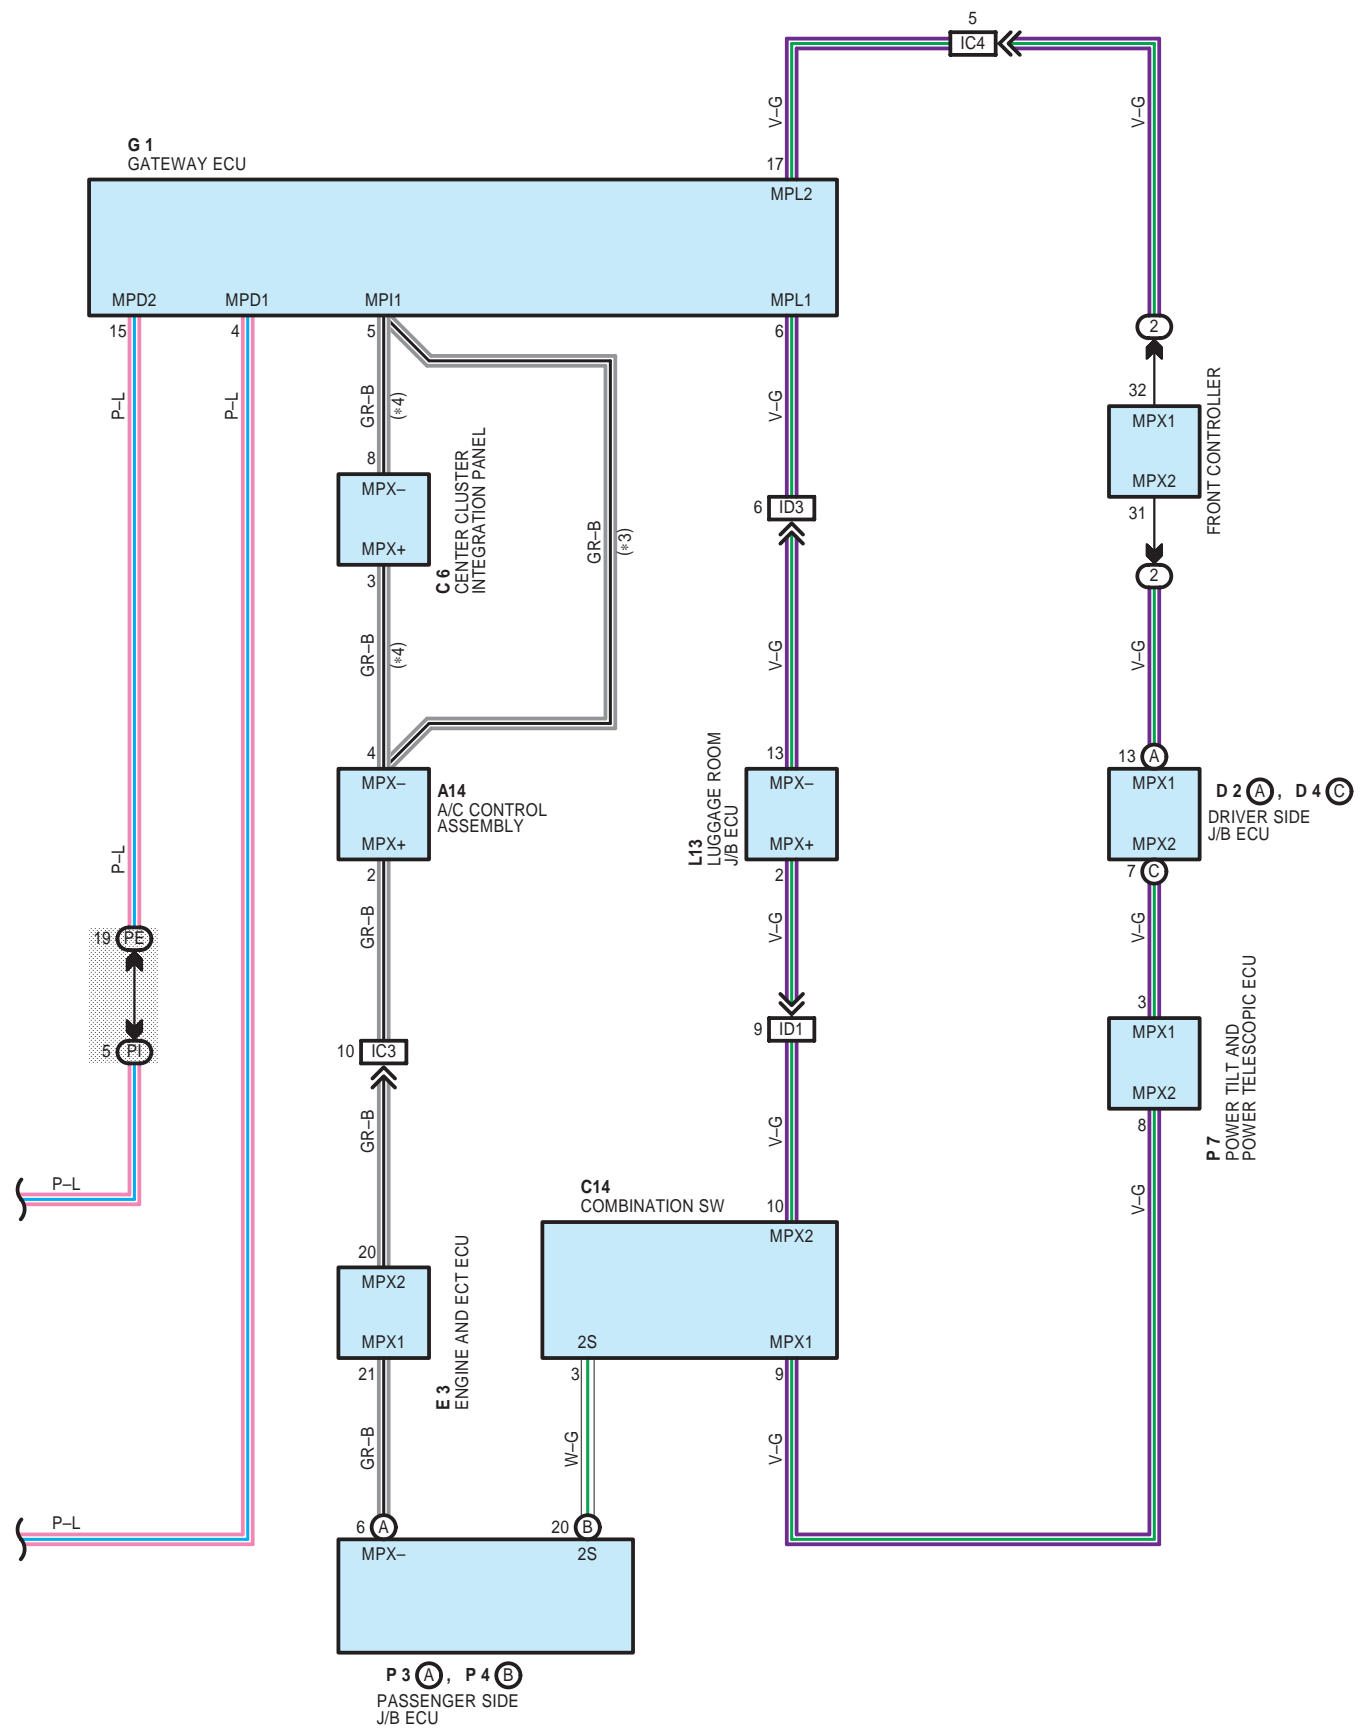 5
IC4
V–G
V–G
G 1
GATEWAY ECU
17
MPL2
MPD2
MPD1
MPI1
MPL1
15
4
5
6
2
P–L
P–L
GR–B
(*4)
V–G
32
MPX1
MPX2
FRONT CONTROLLER
31
2
8
MPX–
MPX+
C 6
CENTER CLUSTER
INTEGRATION PANEL
3
GR–B
(*3)
6
ID3
GR–B
(*4)
V–G
V–G
4
MPX–
MPX+
A14
A/C CONTROL
ASSEMBLY
2
13
MPX–
MPX+
L13
LUGGAGE ROOM
J/B ECU
2
13
A
MPX1
MPX2
D 2 A , D 4 C
DRIVER SIDE
J/B ECU
7
C
P–L
GR–B
V–G
V–G
19
PE
5
PI
10
IC3
9
ID1
3
MPX1
MPX2
P 7
POWER TILT AND
POWER TELESCOPIC ECU
8
GR–B
V–G
V–G
P–L
C14
COMBINATION SW
10
MPX2
2S
MPX1
3
9
20
MPX2
MPX1
E 3
ENGINE AND ECT ECU
21
GR–B
W–G
V–G
P–L
6
A
20
B
MPX–
2S
P 3 A , P 4 B
PASSENGER SIDE
J/B ECU